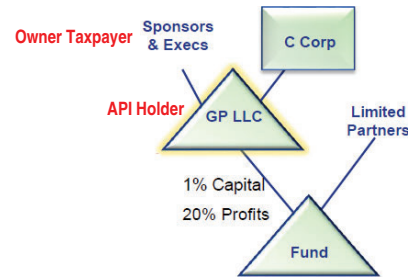 Owner Taxpayer
Sponsors
& Execs
C Corp
API Holder
GP LLC
Limited
Partners
1% Capital
20% Profits
Fund